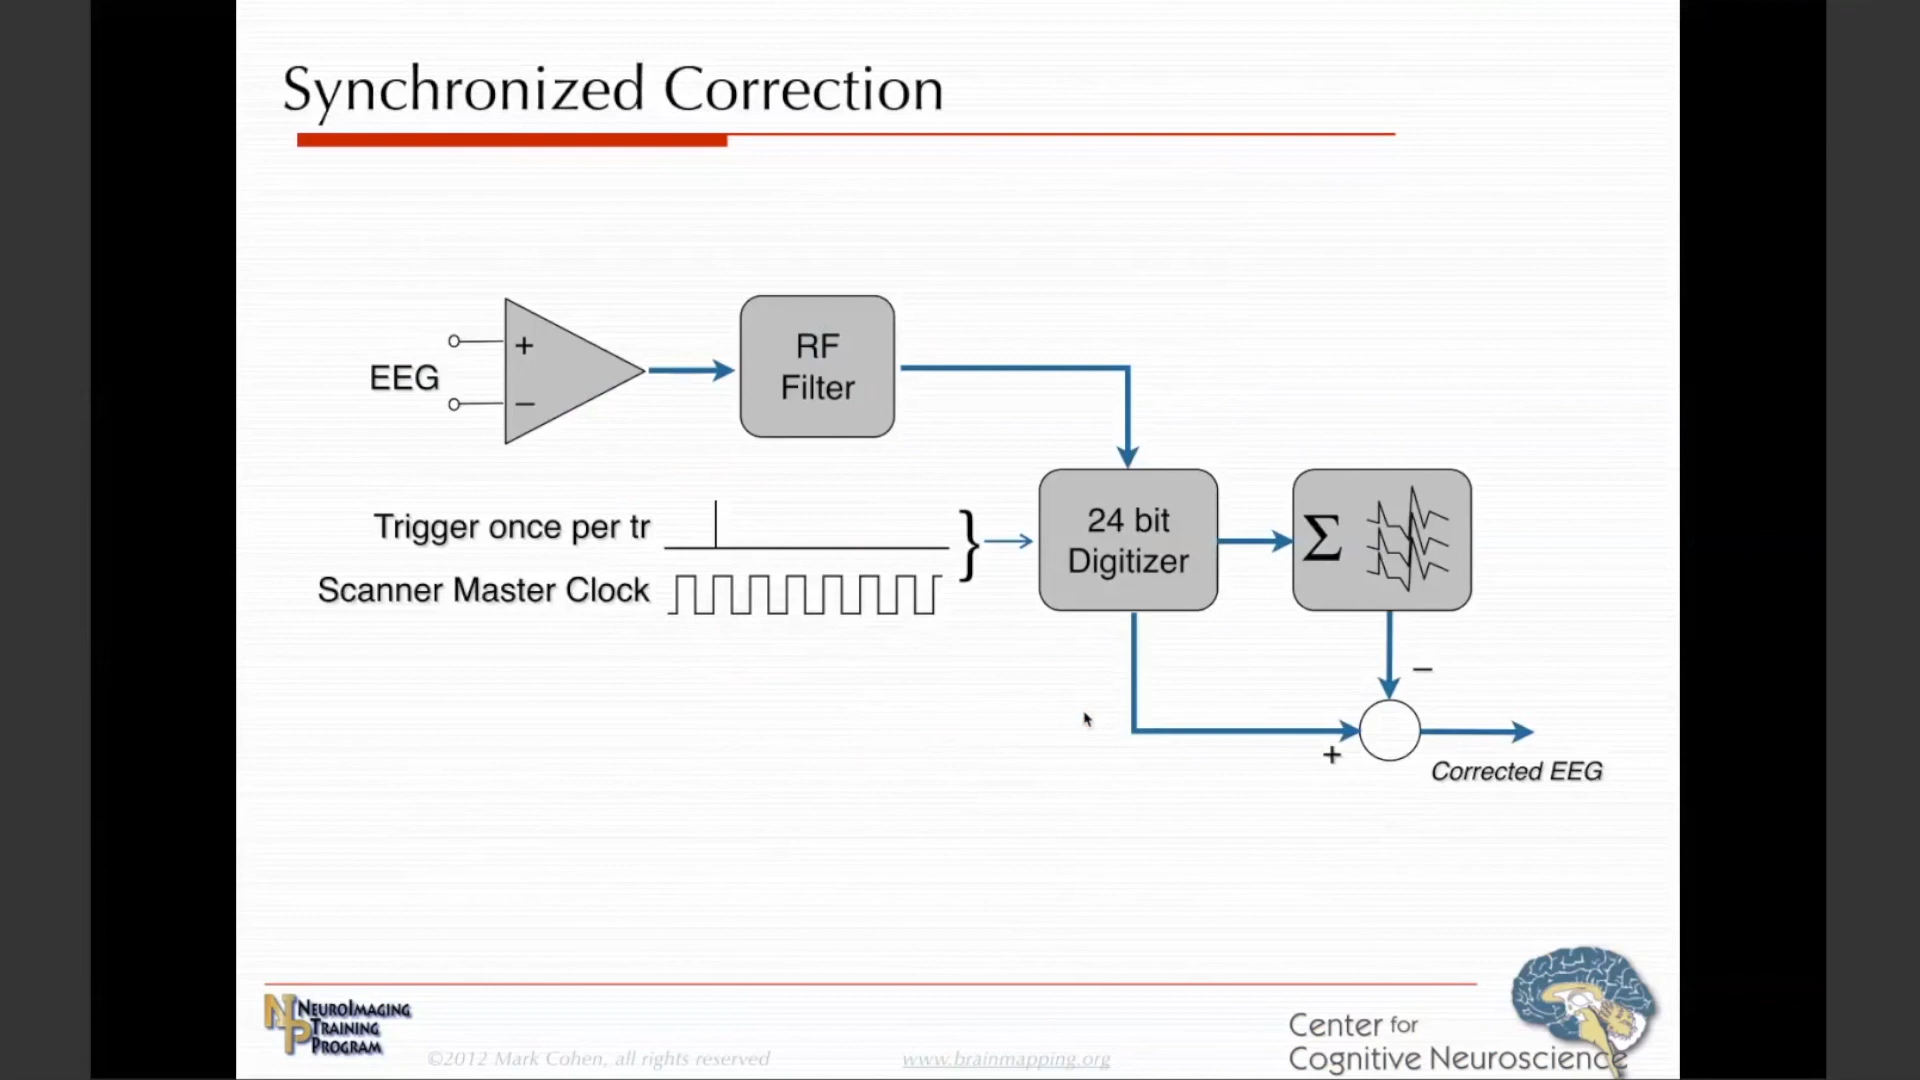 Synchronized Correction
EEG
+
−
RF
Filter
Trigger once per tr
Scanner Master Clock
}
24 bit
Digitizer
Σ
−
+
Corrected EEG
NTP
NeuroImaging
Training
Program
©2012 Mark Cohen, all rights reserved
www.brainmapping.org
Center for
Cognitive Neuroscience